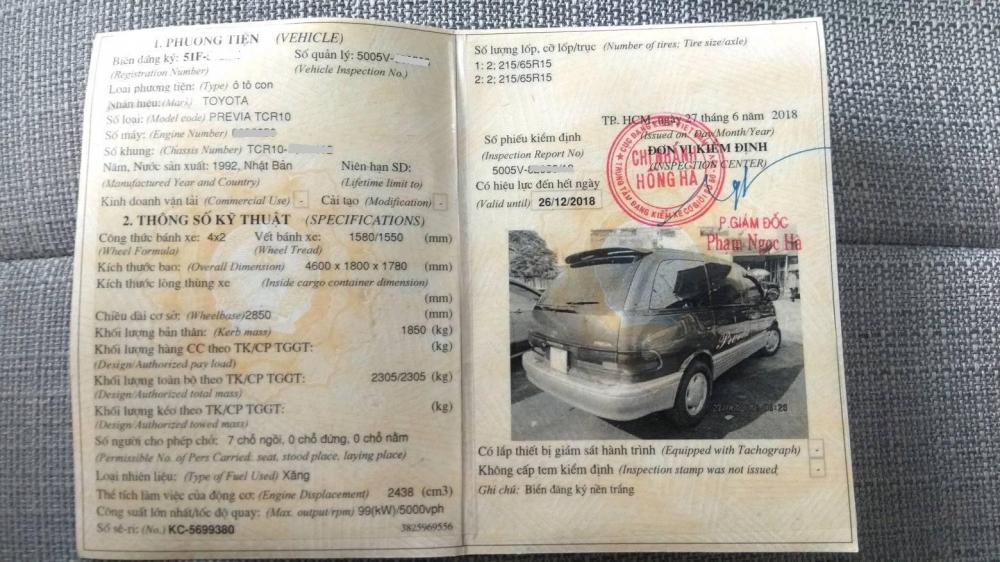 1. PHƯƠNG TIỆN (VEHICLE)
Biển đăng ký: 51F-
(Registration Number)
Số quản lý: 5005V-
(Vehicle Inspection No.)
Loại phương tiện: (Type) ô tô con
Nhãn hiệu: (Mark) TOYOTA
Số loại: (Model code) PREVIA TCR10
Số máy: (Engine Number)
Số khung: (Chassis Number) TCR10-
Năm, Nước sản xuất: 1992, Nhật Bản Niên hạn SD:
(Manufactured Year and Country) (Lifetime limit to)
Kinh doanh vận tải (Commercial Use) - Cải tạo (Modification) -
2. THÔNG SỐ KỸ THUẬT (SPECIFICATIONS)
Công thức bánh xe: 4x2 Vết bánh xe: 1580/1550 (mm)
(Wheel Formula) (Wheel Tread)
Kích thước bao: (Overall Dimension) 4600 x 1800 x 1780 (mm)
Kích thước lòng thùng xe (Inside cargo container dimension)
(mm)
Chiều dài cơ sở: (Wheelbase) 2850 (mm)
Khối lượng bản thân: (Kerb mass) 1850 (kg)
Khối lượng hàng CC theo TK/CP TGGT: (kg)
(Design/Authorized pay load)
Khối lượng toàn bộ theo TK/CP TGGT: 2305/2305 (kg)
(Design/Authorized total mass)
Khối lượng kéo theo TK/CP TGGT: (kg)
(Design/Authorized towed mass)
Số người cho phép chở: 7 chỗ ngồi, 0 chỗ đứng, 0 chỗ nằm
(Permissible No. of Pers Carried: seat, stood place, laying place)
Loại nhiên liệu: (Type of Fuel Used) Xăng
Thể tích làm việc của động cơ: (Engine Displacement) 2438 (cm3)
Công suất lớn nhất/tốc độ quay: (Max. output/rpm) 99(kW)/5000vph
Số sê-ri: (No.) KC-5699380 3825969556
Số lượng lốp, cỡ lốp/trục (Number of tires; Tire size/axle)
1: 2; 215/65R15
2: 2; 215/65R15
TP. HCM, ngày 27 tháng 6 năm 2018
(Issued on: Day/Month/Year)
Số phiếu kiểm định
(Inspection Report No)
5005V-
ĐƠN VỊ KIỂM ĐỊNH
(INSPECTION CENTER)
CHI NHÁNH
HỒNG HÀ
Có hiệu lực đến hết ngày
(Valid until) 26/12/2018
P.GIÁM ĐỐC
Phạm Ngọc Hà
Previa
Có lắp thiết bị giám sát hành trình (Equipped with Tachograph) -
Không cấp tem kiểm định (Inspection stamp was not issued) -
Ghi chú: Biển đăng ký nền trắng